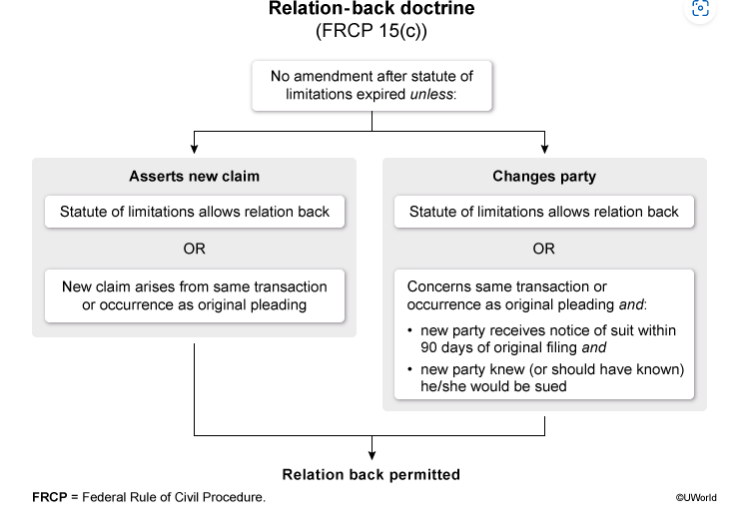 Relation-back doctrine
(FRCP 15(c))
No amendment after statute of
limitations expired unless:
Asserts new claim
Statute of limitations allows relation back
OR
New claim arises from same transaction
or occurrence as original pleading
Changes party
Statute of limitations allows relation back
OR
Concerns same transaction or
occurrence as original pleading and:
• new party receives notice of suit within
90 days of original filing and
• new party knew (or should have known)
he/she would be sued
Relation back permitted
FRCP = Federal Rule of Civil Procedure.
©UWorld